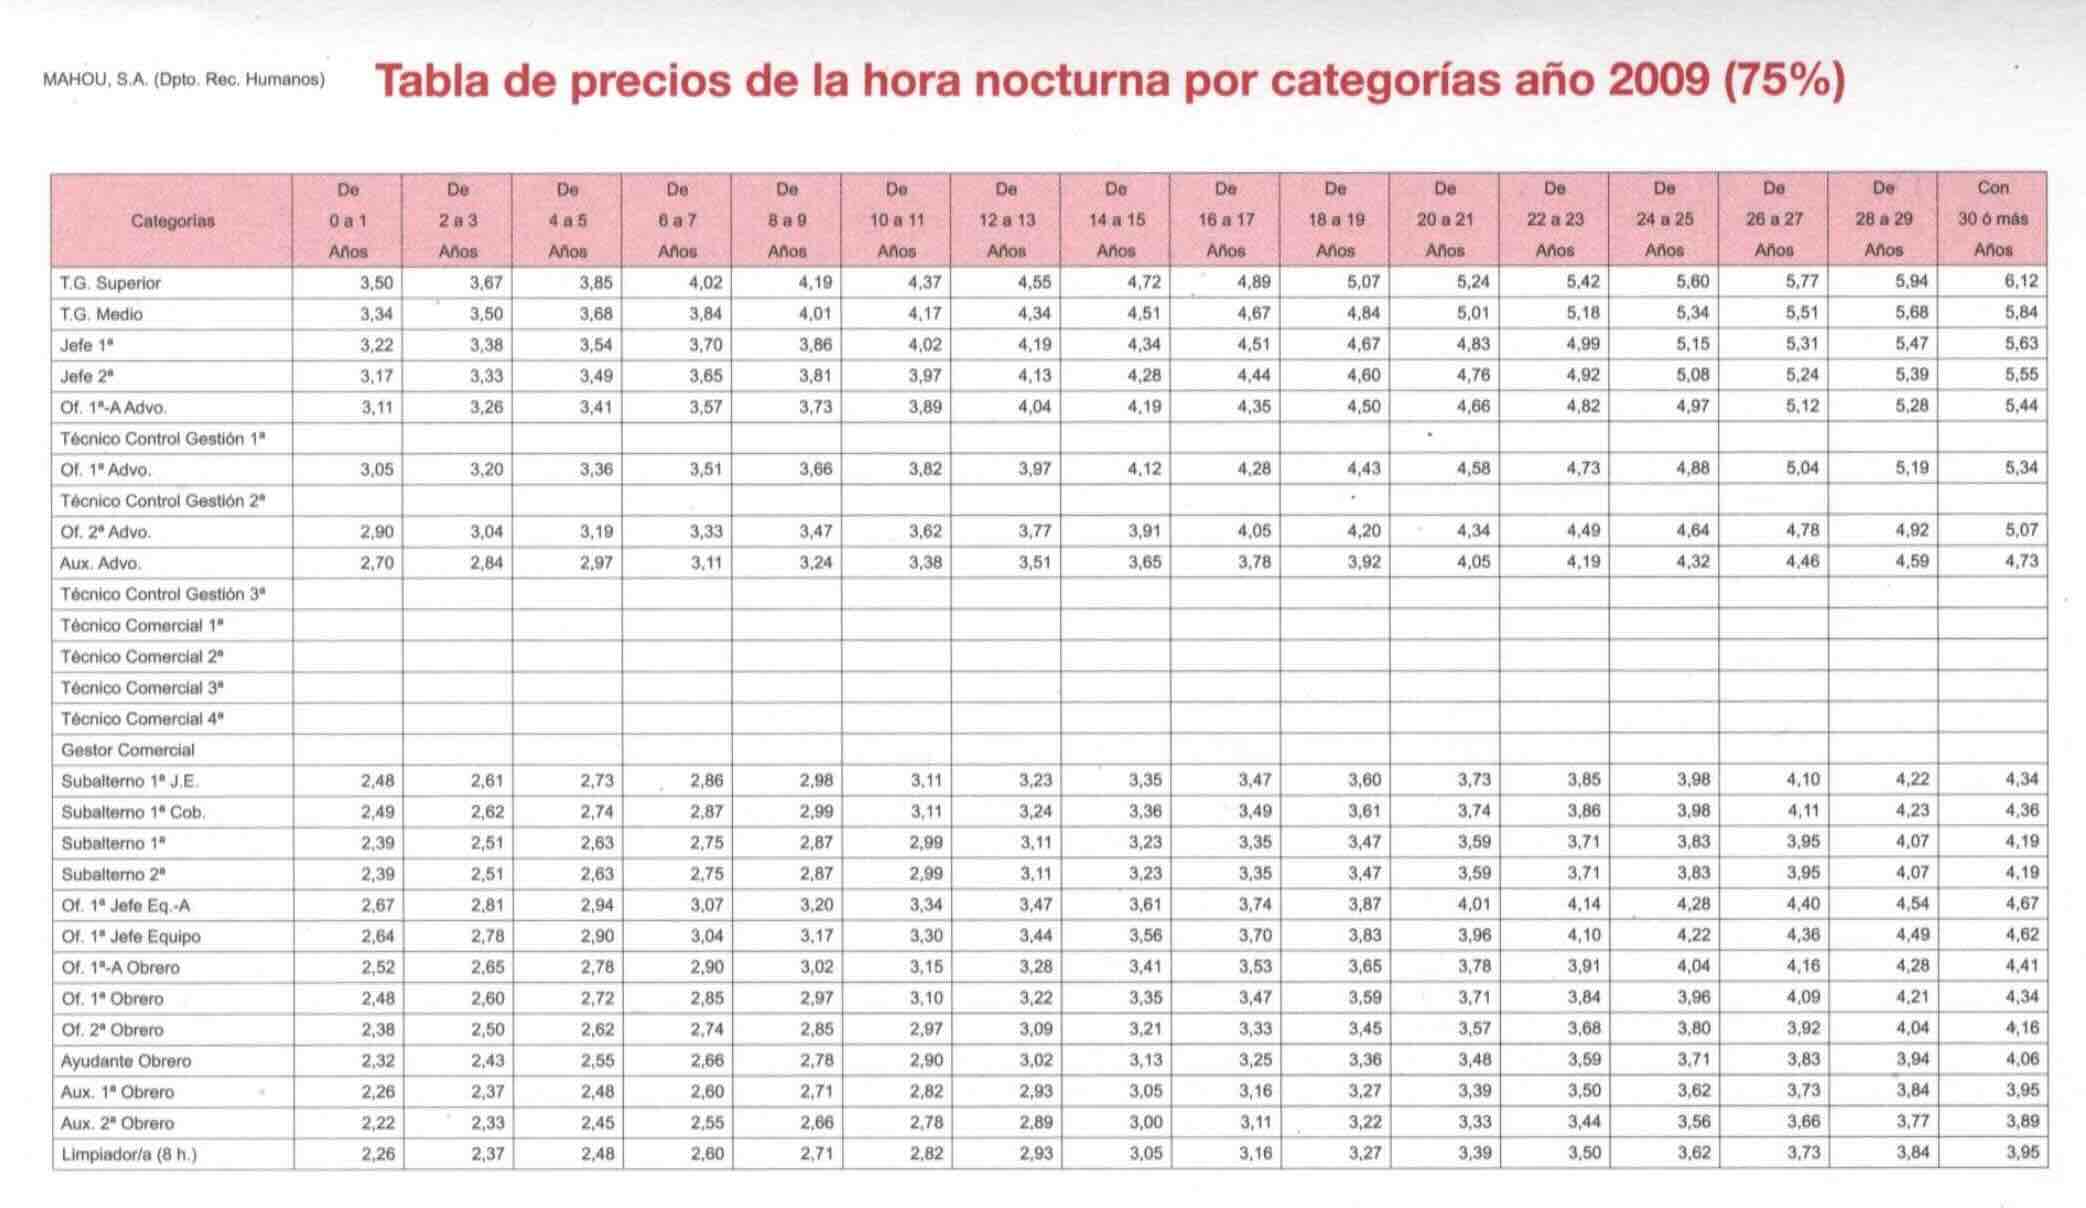 MAHOU, S.A. (Dpto. Rec. Humanos) Tabla de precios de la hora nocturna por categorías año 2009 (75%)
Categorías De 0 a 1 Años De 2 a 3 Años De 4 a 5 Años De 6 a 7 Años De 8 a 9 Años De 10 a 11 Años De 12 a 13 Años De 14 a 15 Años De 16 a 17 Años De 18 a 19 Años De 20 a 21 Años De 22 a 23 Años De 24 a 25 Años De 26 a 27 Años De 28 a 29 Años Con 30 ó más Años
T.G. Superior 3,50 3,67 3,85 4,02 4,19 4,37 4,55 4,72 4,89 5,07 5,24 5,42 5,60 5,77 5,94 6,12
T.G. Medio 3,34 3,50 3,68 3,84 4,01 4,17 4,34 4,51 4,67 4,84 5,01 5,18 5,34 5,51 5,68 5,84
Jefe 1ª 3,22 3,38 3,54 3,70 3,86 4,02 4,19 4,34 4,51 4,67 4,83 4,99 5,15 5,31 5,47 5,63
Jefe 2ª 3,17 3,33 3,49 3,65 3,81 3,97 4,13 4,28 4,44 4,60 4,76 4,92 5,08 5,24 5,39 5,55
Of. 1ª-A Advo. 3,11 3,26 3,41 3,57 3,73 3,89 4,04 4,19 4,35 4,50 4,66 4,82 4,97 5,12 5,28 5,44
Técnico Control Gestión 1ª
Of. 1ª Advo. 3,05 3,20 3,36 3,51 3,66 3,82 3,97 4,12 4,28 4,43 4,58 4,73 4,88 5,04 5,19 5,34
Técnico Control Gestión 2ª
Of. 2ª Advo. 2,90 3,04 3,19 3,33 3,47 3,62 3,77 3,91 4,05 4,20 4,34 4,49 4,64 4,78 4,92 5,07
Aux. Advo. 2,70 2,84 2,97 3,11 3,24 3,38 3,51 3,65 3,78 3,92 4,05 4,19 4,32 4,46 4,59 4,73
Técnico Control Gestión 3ª
Técnico Comercial 1ª
Técnico Comercial 2ª
Técnico Comercial 3ª
Técnico Comercial 4ª
Gestor Comercial
Subalterno 1ª J.E. 2,48 2,61 2,73 2,86 2,98 3,11 3,23 3,35 3,47 3,60 3,73 3,85 3,98 4,10 4,22 4,34
Subalterno 1ª Cob. 2,49 2,62 2,74 2,87 2,99 3,11 3,24 3,36 3,49 3,61 3,74 3,86 3,98 4,11 4,23 4,36
Subalterno 1ª 2,39 2,51 2,63 2,75 2,87 2,99 3,11 3,23 3,35 3,47 3,59 3,71 3,83 3,95 4,07 4,19
Subalterno 2ª 2,39 2,51 2,63 2,75 2,87 2,99 3,11 3,23 3,35 3,47 3,59 3,71 3,83 3,95 4,07 4,19
Of. 1ª Jefe Eq.-A 2,67 2,81 2,94 3,07 3,20 3,34 3,47 3,61 3,74 3,87 4,01 4,14 4,28 4,40 4,54 4,67
Of. 1ª Jefe Equipo 2,64 2,78 2,90 3,04 3,17 3,30 3,44 3,56 3,70 3,83 3,96 4,10 4,22 4,36 4,49 4,62
Of. 1ª-A Obrero 2,52 2,65 2,78 2,90 3,02 3,15 3,28 3,41 3,53 3,65 3,78 3,91 4,04 4,16 4,28 4,41
Of. 1ª Obrero 2,48 2,60 2,72 2,85 2,97 3,10 3,22 3,35 3,47 3,59 3,71 3,84 3,96 4,09 4,21 4,34
Of. 2ª Obrero 2,38 2,50 2,62 2,74 2,85 2,97 3,09 3,21 3,33 3,45 3,57 3,68 3,80 3,92 4,04 4,16
Ayudante Obrero 2,32 2,43 2,55 2,66 2,78 2,90 3,02 3,13 3,25 3,36 3,48 3,59 3,71 3,83 3,94 4,06
Aux. 1ª Obrero 2,26 2,37 2,48 2,60 2,71 2,82 2,93 3,05 3,16 3,27 3,39 3,50 3,62 3,73 3,84 3,95
Aux. 2ª Obrero 2,22 2,33 2,45 2,55 2,66 2,78 2,89 3,00 3,11 3,22 3,33 3,44 3,56 3,66 3,77 3,89
Limpiador/a (8 h.) 2,26 2,37 2,48 2,60 2,71 2,82 2,93 3,05 3,16 3,27 3,39 3,50 3,62 3,73 3,84 3,95